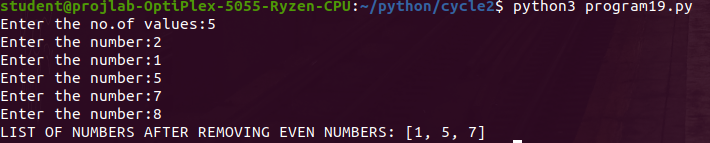 student@projlab-OptiPlex-5055-Ryzen-CPU:~/python/cycle2$ python3 program19.py
Enter the no.of values:5
Enter the number:2
Enter the number:1
Enter the number:5
Enter the number:7
Enter the number:8
LIST OF NUMBERS AFTER REMOVING EVEN NUMBERS: [1, 5, 7]